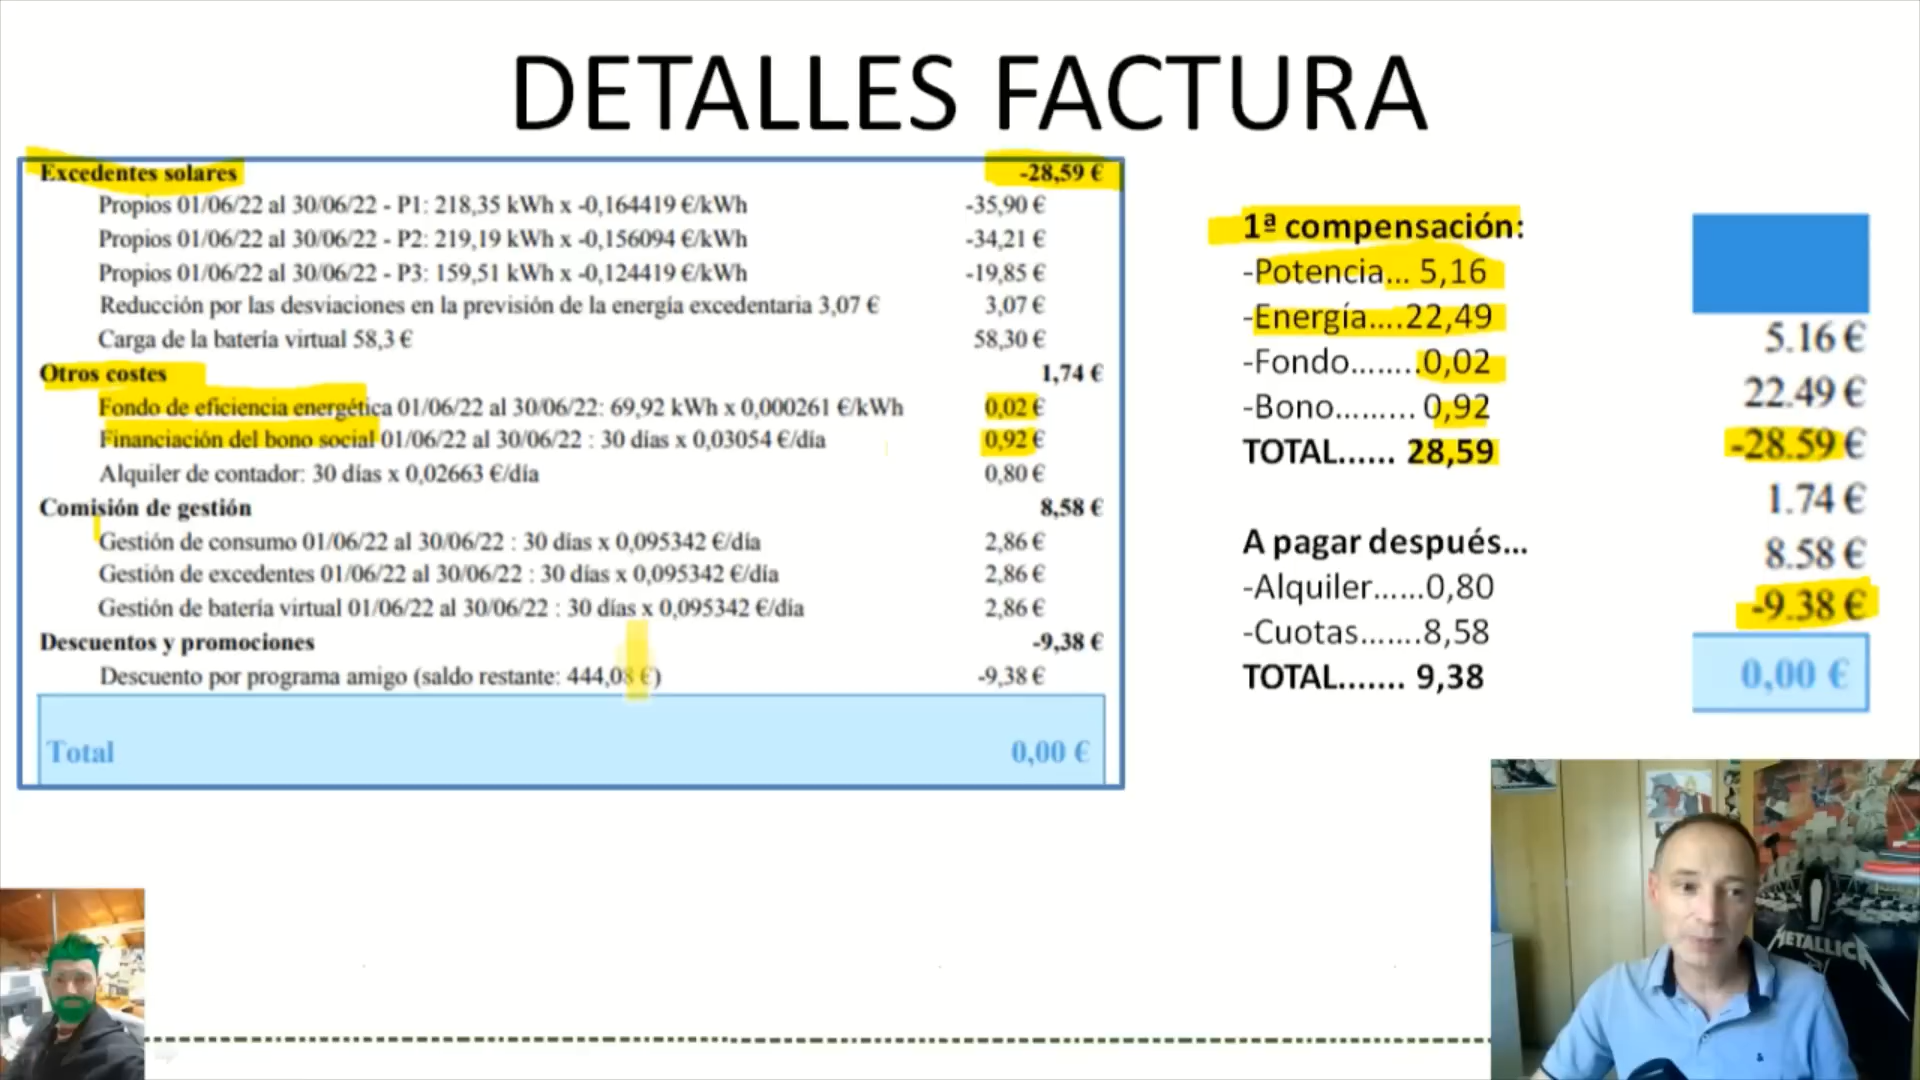 DETALLES FACTURA
Excedentes solares -28,59 €
Propios 01/06/22 al 30/06/22 - P1: 218,35 kWh x -0,164419 €/kWh -35,90 €
Propios 01/06/22 al 30/06/22 - P2: 219,19 kWh x -0,156094 €/kWh -34,21 €
Propios 01/06/22 al 30/06/22 - P3: 159,51 kWh x -0,124419 €/kWh -19,85 €
Reducción por las desviaciones en la previsión de la energía excedentaria 3,07 € 3,07 €
Carga de la batería virtual 58,3 € 58,30 €
Otros costes 1,74 €
Fondo de eficiencia energética 01/06/22 al 30/06/22: 69,92 kWh x 0,000261 €/kWh 0,02 €
Financiación del bono social 01/06/22 al 30/06/22 : 30 días x 0,03054 €/día 0,92 €
Alquiler de contador: 30 días x 0,02663 €/día 0,80 €
Comisión de gestión 8,58 €
Gestión de consumo 01/06/22 al 30/06/22 : 30 días x 0,095342 €/día 2,86 €
Gestión de excedentes 01/06/22 al 30/06/22 : 30 días x 0,095342 €/día 2,86 €
Gestión de batería virtual 01/06/22 al 30/06/22 : 30 días x 0,095342 €/día 2,86 €
Descuentos y promociones -9,38 €
Descuento por programa amigo (saldo restante: 444,08 €) -9,38 €
Total 0,00 €
1ª compensación:
-Potencia... 5,16
-Energía....22,49
-Fondo........0,02
-Bono......... 0,92
TOTAL...... 28,59
A pagar después...
-Alquiler......0,80
-Cuotas.......8,58
TOTAL....... 9,38
5.16 €
22.49 €
-28.59 €
1.74 €
8.58 €
-9.38 €
0,00 €
METALLICA